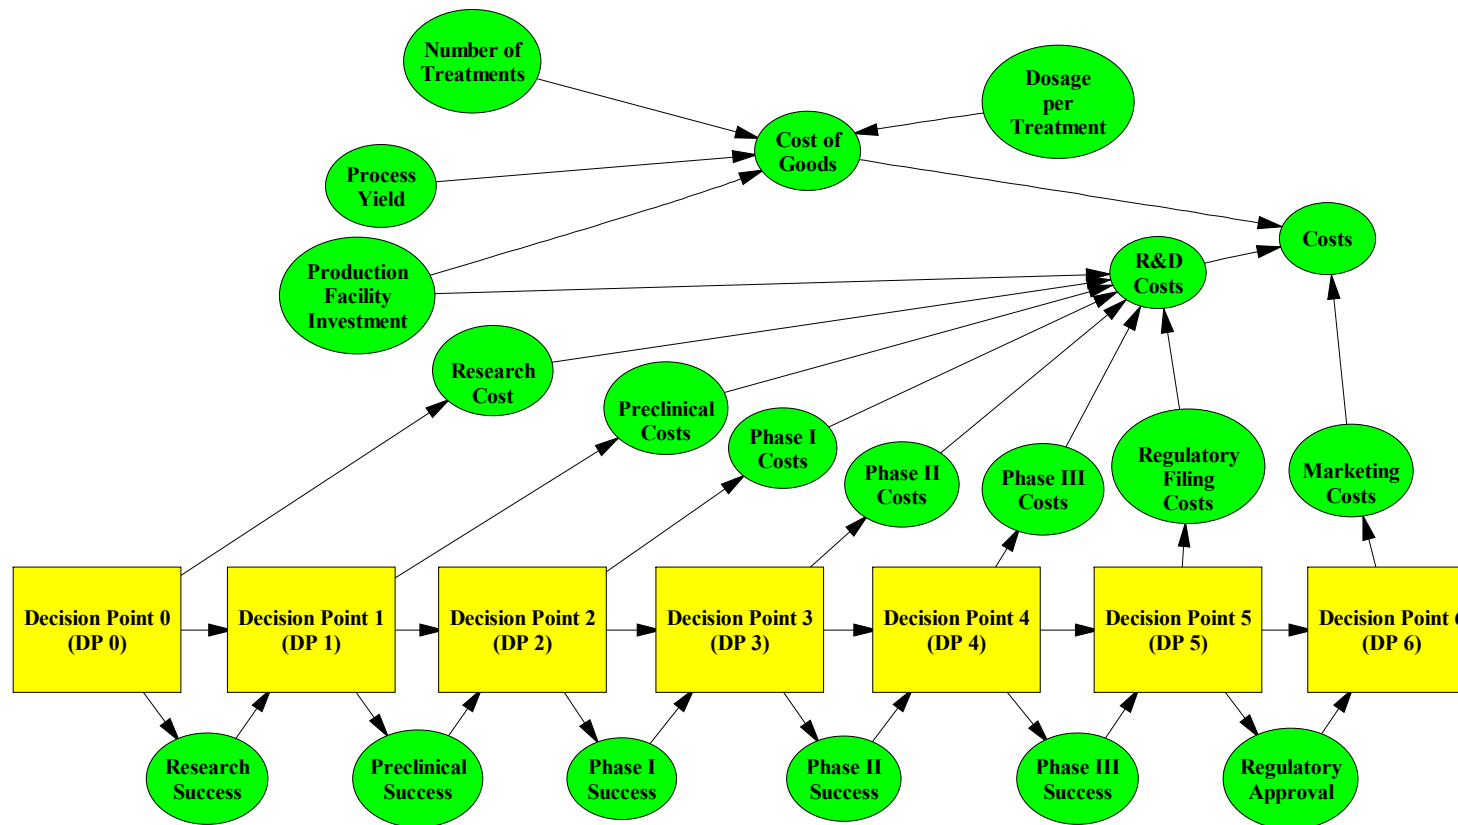 Number of
Treatments
Dosage
per
Treatment
Cost of
Goods
Process
Yield
Costs
Production
Facility
Investment
R&D
Costs
Research
Cost
Preclinical
Costs
Phase I
Costs
Phase II
Costs
Phase III
Costs
Regulatory
Filing
Costs
Marketing
Costs
Decision Point 0
(DP 0)
Decision Point 1
(DP 1)
Decision Point 2
(DP 2)
Decision Point 3
(DP 3)
Decision Point 4
(DP 4)
Decision Point 5
(DP 5)
Decision Point 6
(DP 6)
Research
Success
Preclinical
Success
Phase I
Success
Phase II
Success
Phase III
Success
Regulatory
Approval